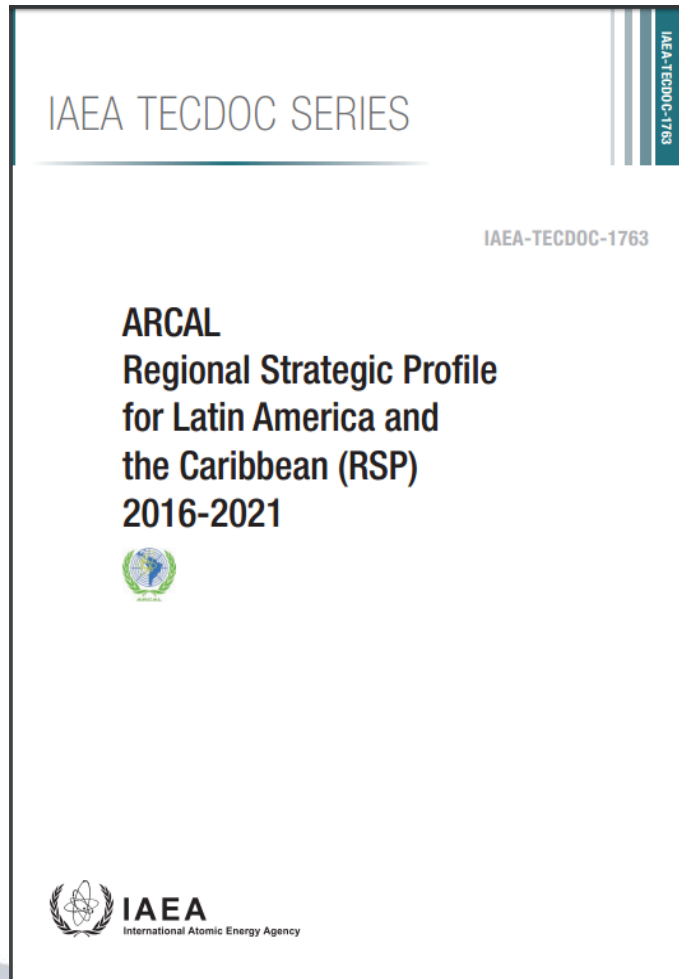 IAEA-TECDOC-1763
IAEA TECDOC SERIES
IAEA-TECDOC-1763
ARCAL
Regional Strategic Profile
for Latin America and
the Caribbean (RSP)
2016-2021
ARCAL
IAEA
International Atomic Energy Agency